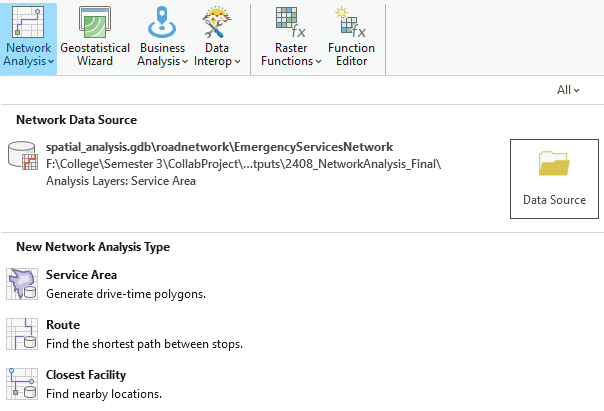 Network Analysis
Geostatistical Wizard
Business Analysis
Data Interop
Raster Functions
Function Editor
All
Network Data Source
spatial_analysis.gdb\roadnetwork\EmergencyServicesNetwork
F:\College\Semester 3\CollabProject\...tputs\2408_NetworkAnalysis_Final\
Analysis Layers: Service Area
Data Source
New Network Analysis Type
Service Area
Generate drive-time polygons.
Route
Find the shortest path between stops.
Closest Facility
Find nearby locations.